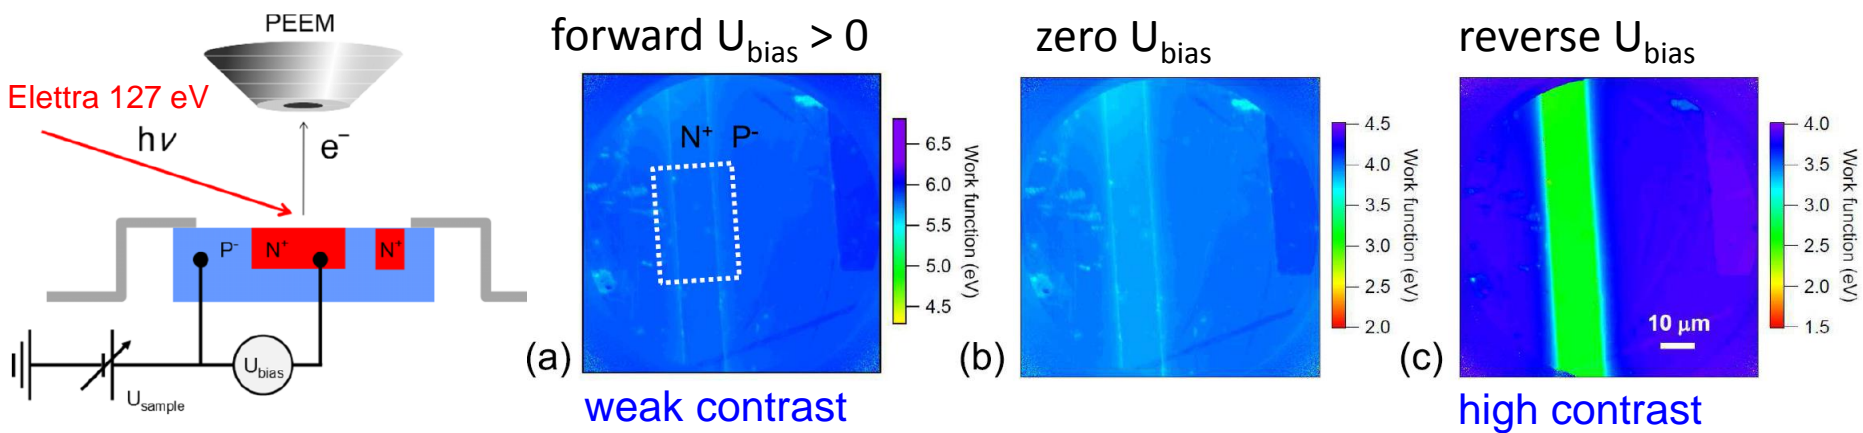 PEEM
Elettra 127 eV
hν
e⁻
P⁻ N⁺ N⁺
U_bias
U_sample
forward U_bias > 0
N⁺ P⁻
6.5
6.0
5.5
5.0
4.5
Work function (eV)
(a)
weak contrast
zero U_bias
4.5
4.0
3.5
3.0
2.5
2.0
Work function (eV)
(b)
reverse U_bias
10 μm
4.0
3.5
3.0
2.5
2.0
1.5
Work function (eV)
(c)
high contrast